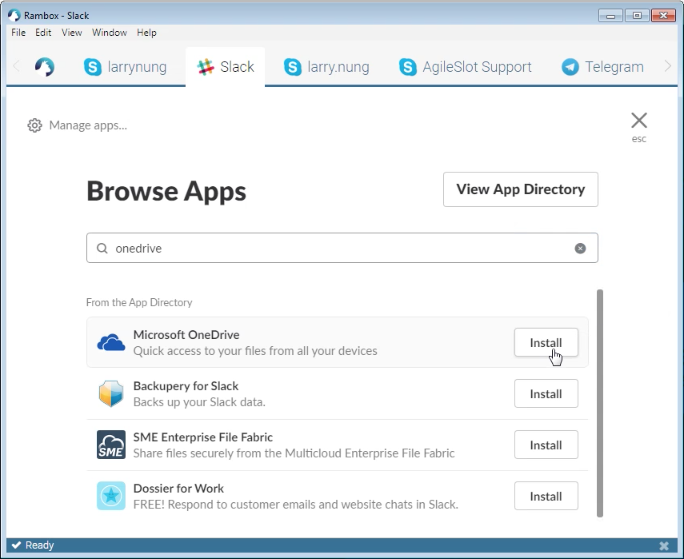 Rambox - Slack
File Edit View Window Help
larrynung Slack larry.nung AgileSlot Support Telegram
Manage apps...
esc
Browse Apps
View App Directory
onedrive
From the App Directory
Microsoft OneDrive
Quick access to your files from all your devices
Install
Backupery for Slack
Backs up your Slack data.
Install
SME
SME Enterprise File Fabric
Share files securely from the Multicloud Enterprise File Fabric
Install
Dossier for Work
FREE! Respond to customer emails and website chats in Slack.
Install
Ready